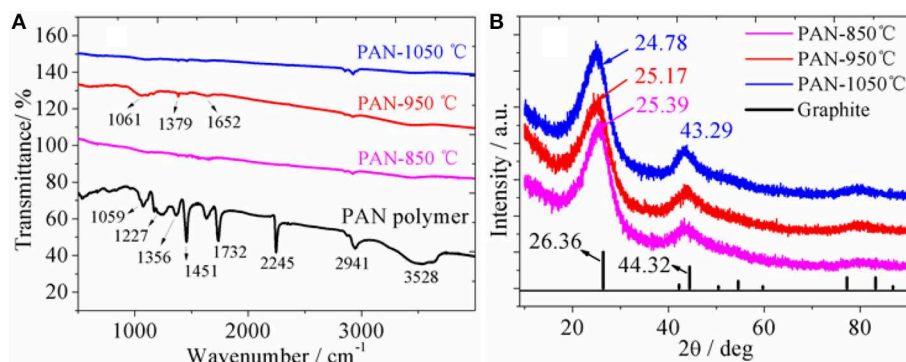 A
160
140
120
100
80
60
40
Transmittance/ %
PAN-1050 ℃
PAN-950 ℃
1061
1379
1652
PAN-850 ℃
PAN polymer
1059
1227
1356
1451
1732
2245
2941
3528
1000
2000
3000
Wavenumber / cm-1
B
Intensity / a.u.
24.78
25.17
25.39
43.29
PAN-850℃
PAN-950℃
PAN-1050℃
Graphite
26.36
44.32
20
40
60
80
2θ / deg